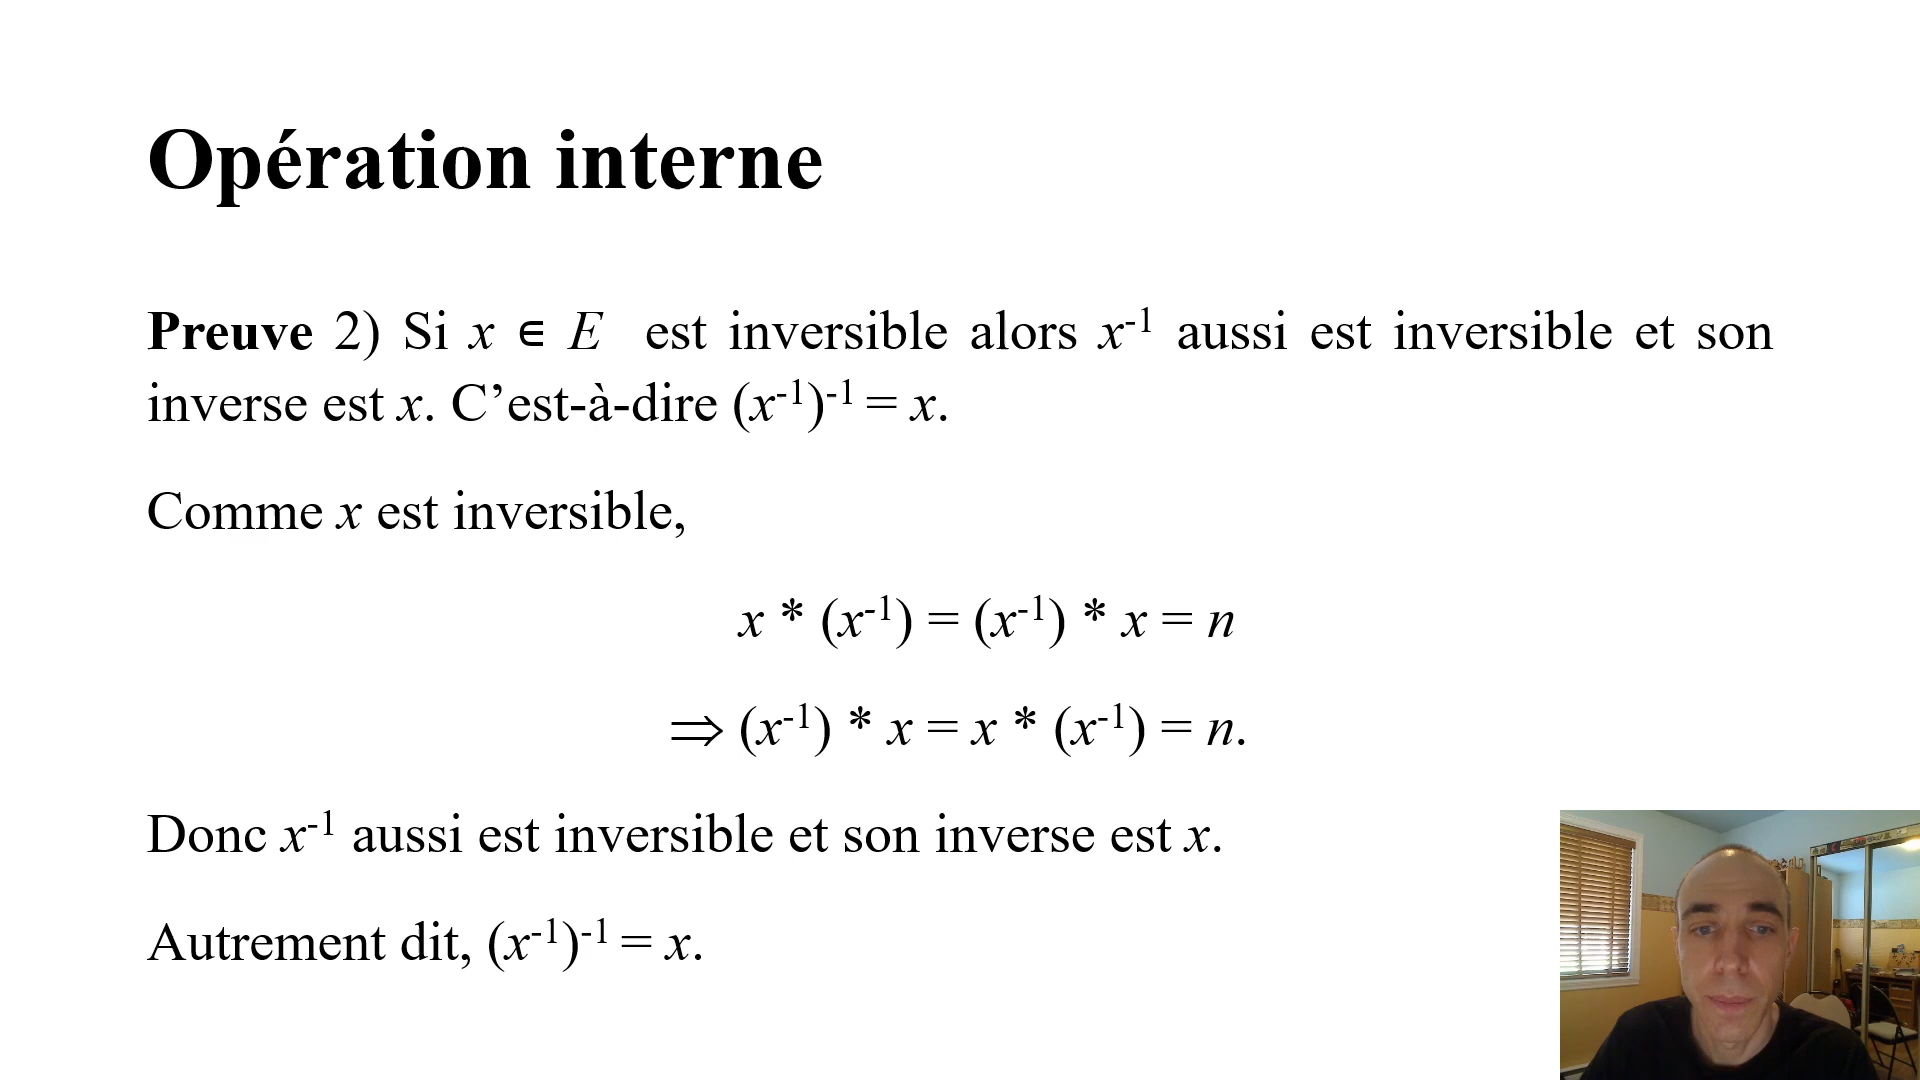 Opération interne
Preuve 2) Si x ∈ E est inversible alors x⁻¹ aussi est inversible et son
inverse est x. C’est-à-dire (x⁻¹)⁻¹ = x.
Comme x est inversible,
x * (x⁻¹) = (x⁻¹) * x = n
⇒ (x⁻¹) * x = x * (x⁻¹) = n.
Donc x⁻¹ aussi est inversible et son inverse est x.
Autrement dit, (x⁻¹)⁻¹ = x.